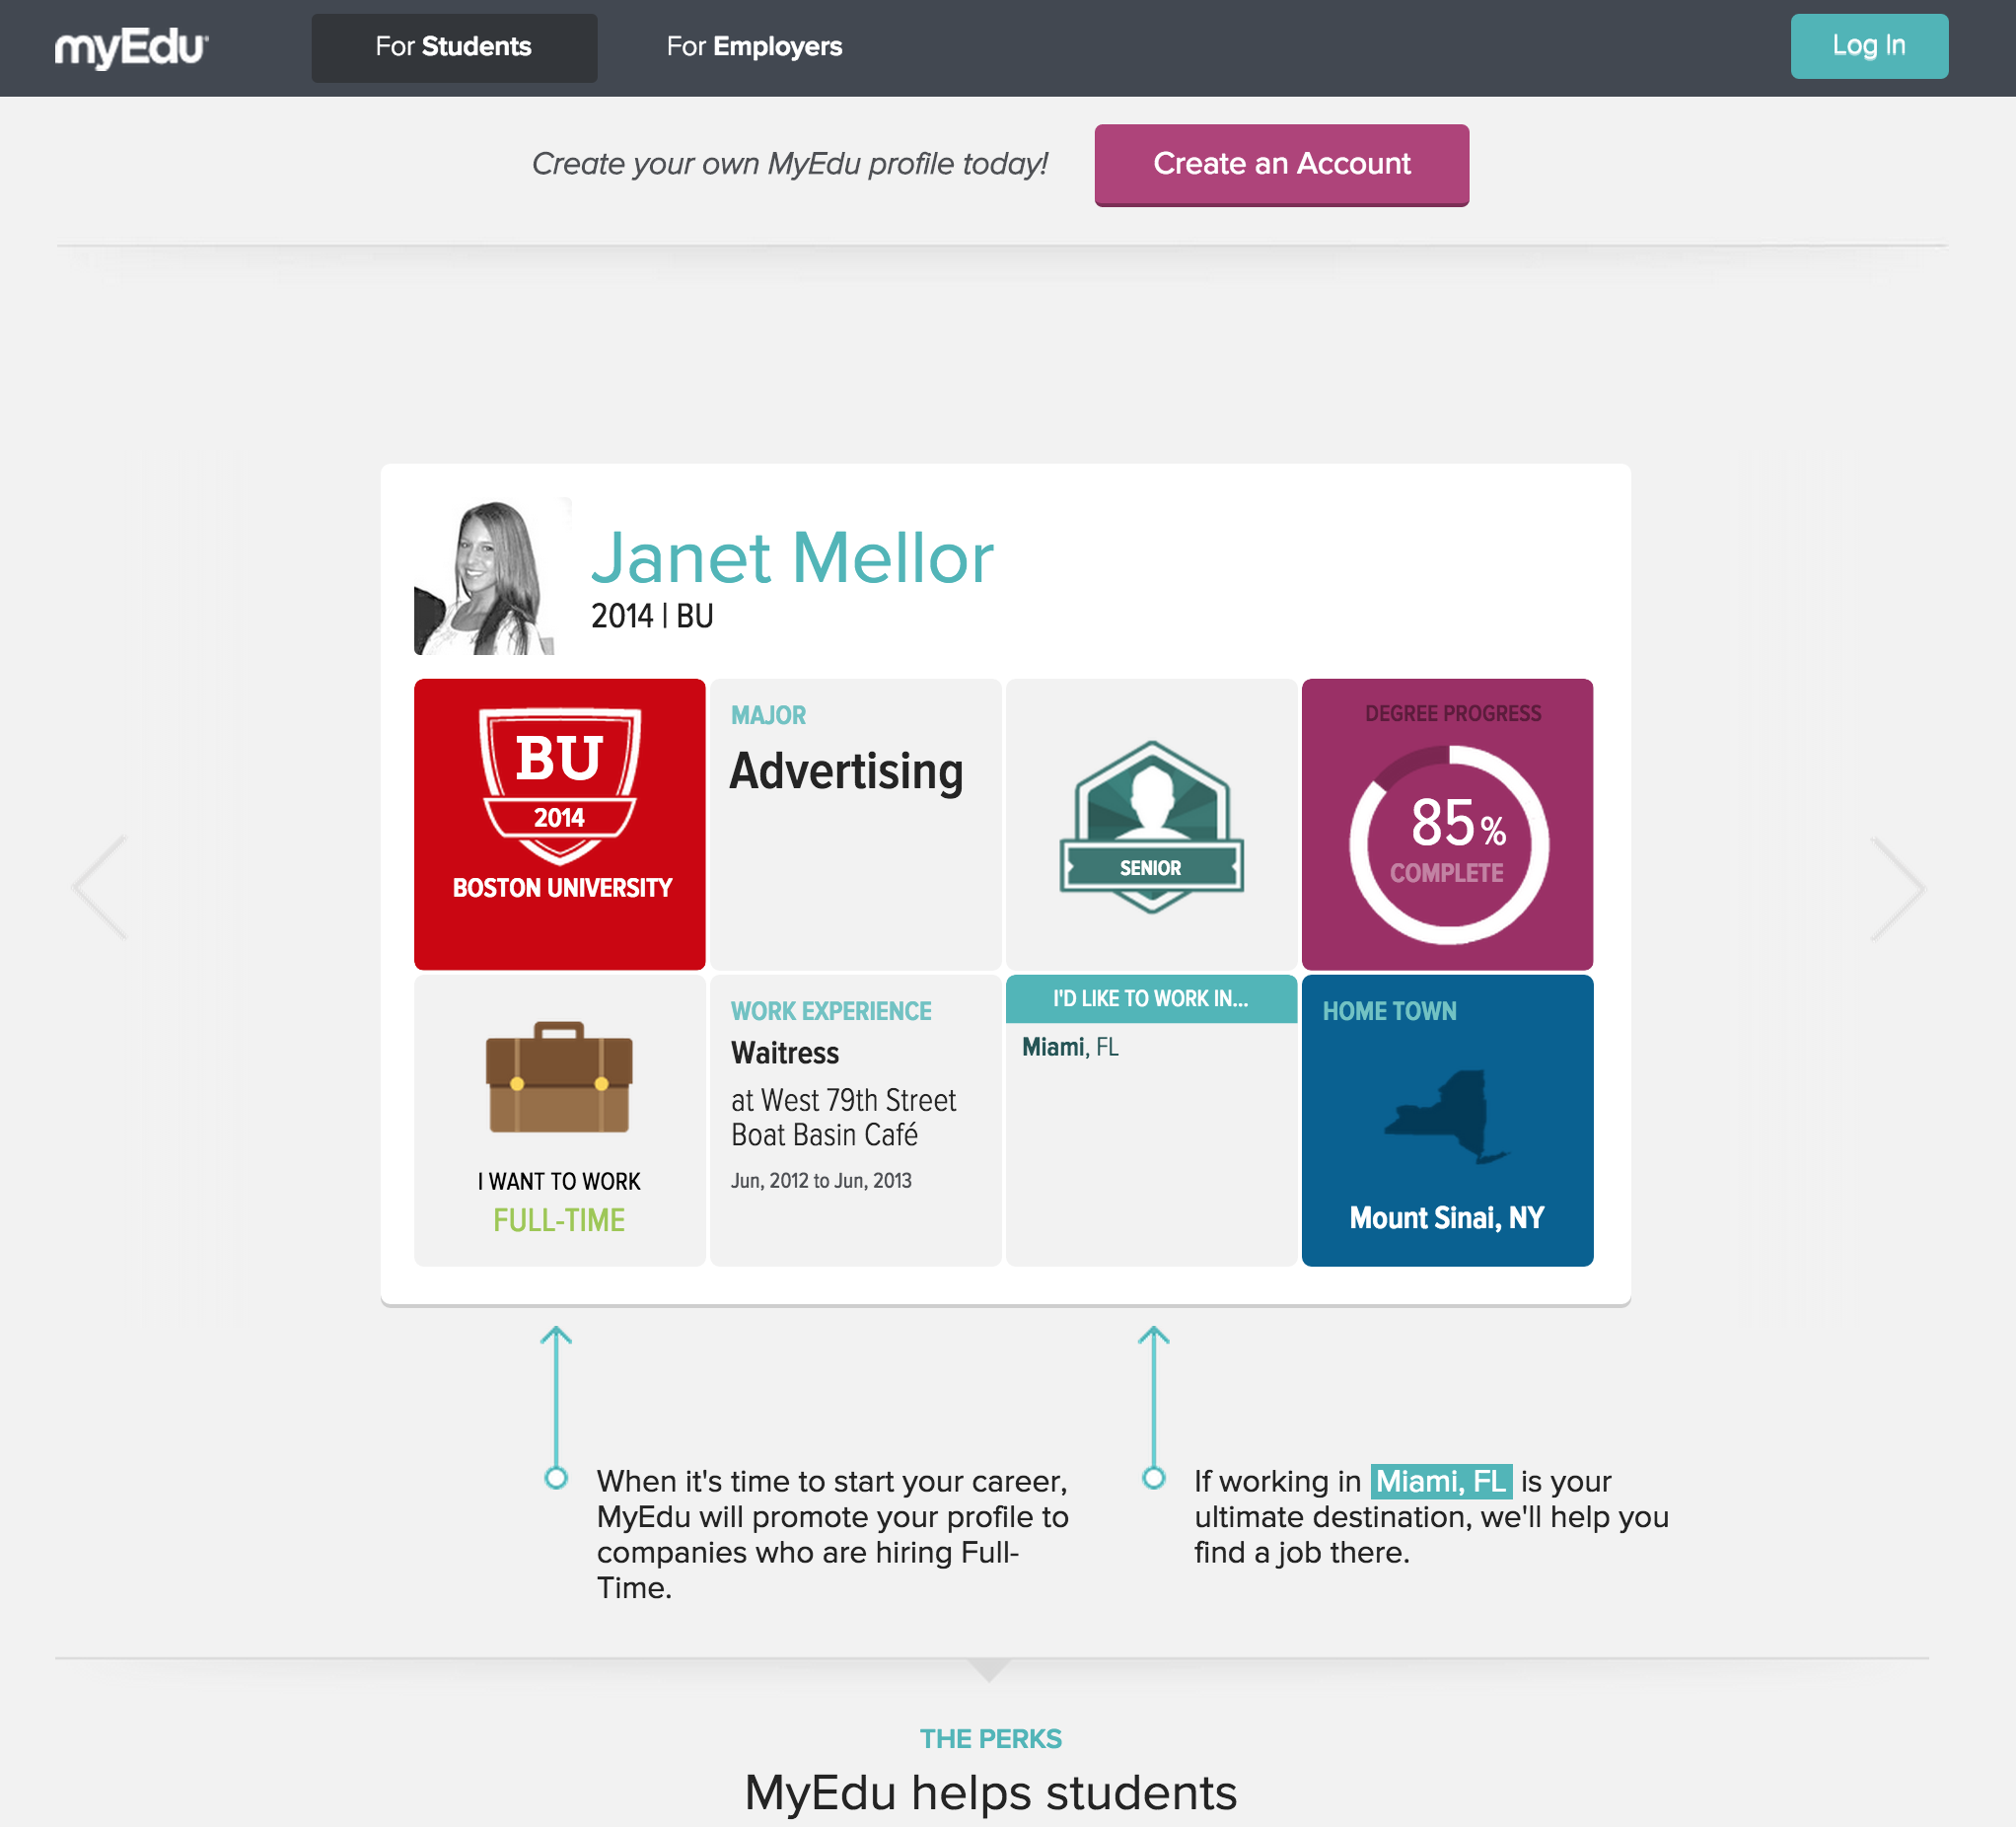 myEdu
For Students
For Employers
Log In
Create your own MyEdu profile today!
Create an Account
Janet Mellor
2014 | BU
BU
2014
BOSTON UNIVERSITY
MAJOR
Advertising
SENIOR
DEGREE PROGRESS
85%
COMPLETE
I WANT TO WORK
FULL-TIME
WORK EXPERIENCE
Waitress
at West 79th Street
Boat Basin Café
Jun, 2012 to Jun, 2013
I'D LIKE TO WORK IN...
Miami, FL
HOME TOWN
Mount Sinai, NY
When it's time to start your career,
MyEdu will promote your profile to
companies who are hiring Full-
Time.
If working in Miami, FL is your
ultimate destination, we'll help you
find a job there.
THE PERKS
MyEdu helps students